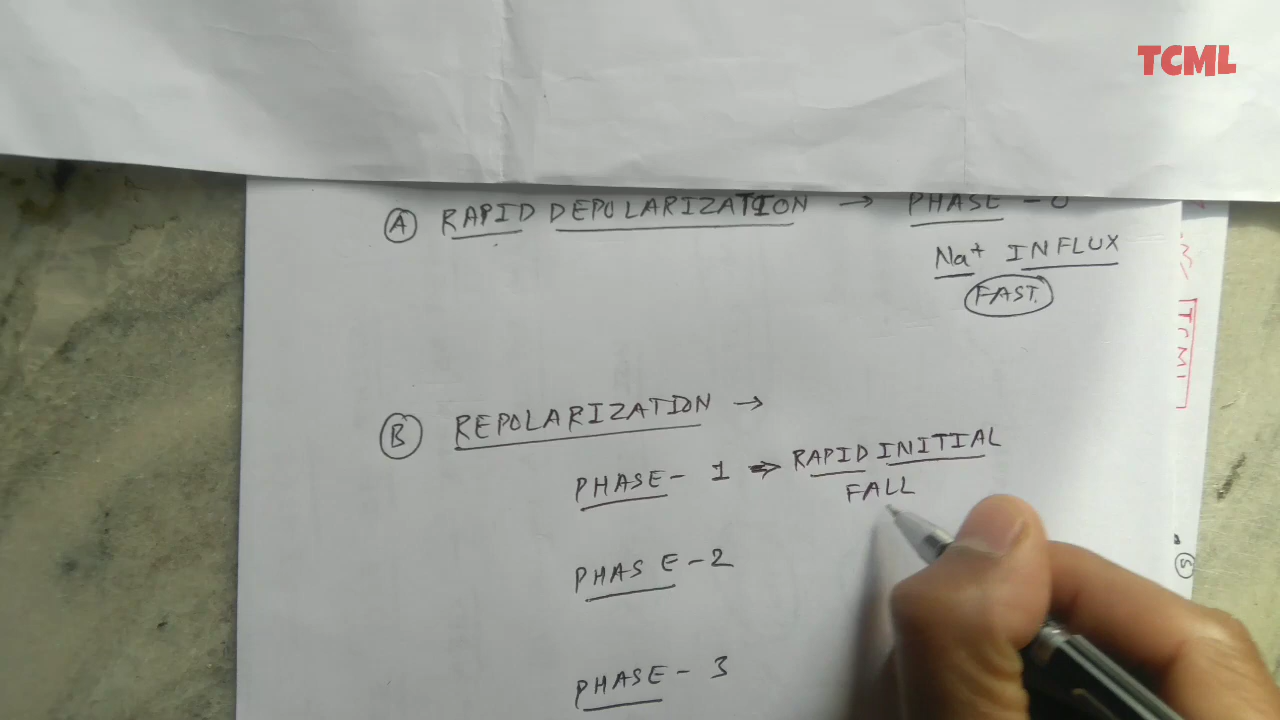 TCML
Ⓐ RAPID DEPOLARIZATION → PHASE - 0
Na⁺ INFLUX
FAST.
Ⓑ REPOLARIZATION →
PHASE - 1 ⇒ RAPID INITIAL
FALL
PHASE - 2
PHASE - 3